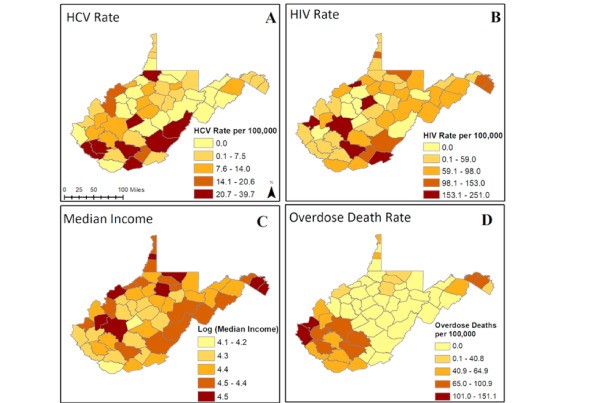 HCV Rate
A
HCV Rate per 100,000
0.0
0.1 - 7.5
7.6 - 14.0
14.1 - 20.6
20.7 - 39.7
0 25 50 100 Miles
N
HIV Rate
B
HIV Rate per 100,000
0.0
0.1 - 59.0
59.1 - 98.0
98.1 - 153.0
153.1 - 251.0
Median Income
C
Log (Median Income)
4.1 - 4.2
4.3
4.4
4.5 - 4.4
4.5
Overdose Death Rate
D
Overdose Deaths
per 100,000
0.0
0.1 - 40.8
40.9 - 64.9
65.0 - 100.9
101.0 - 151.1